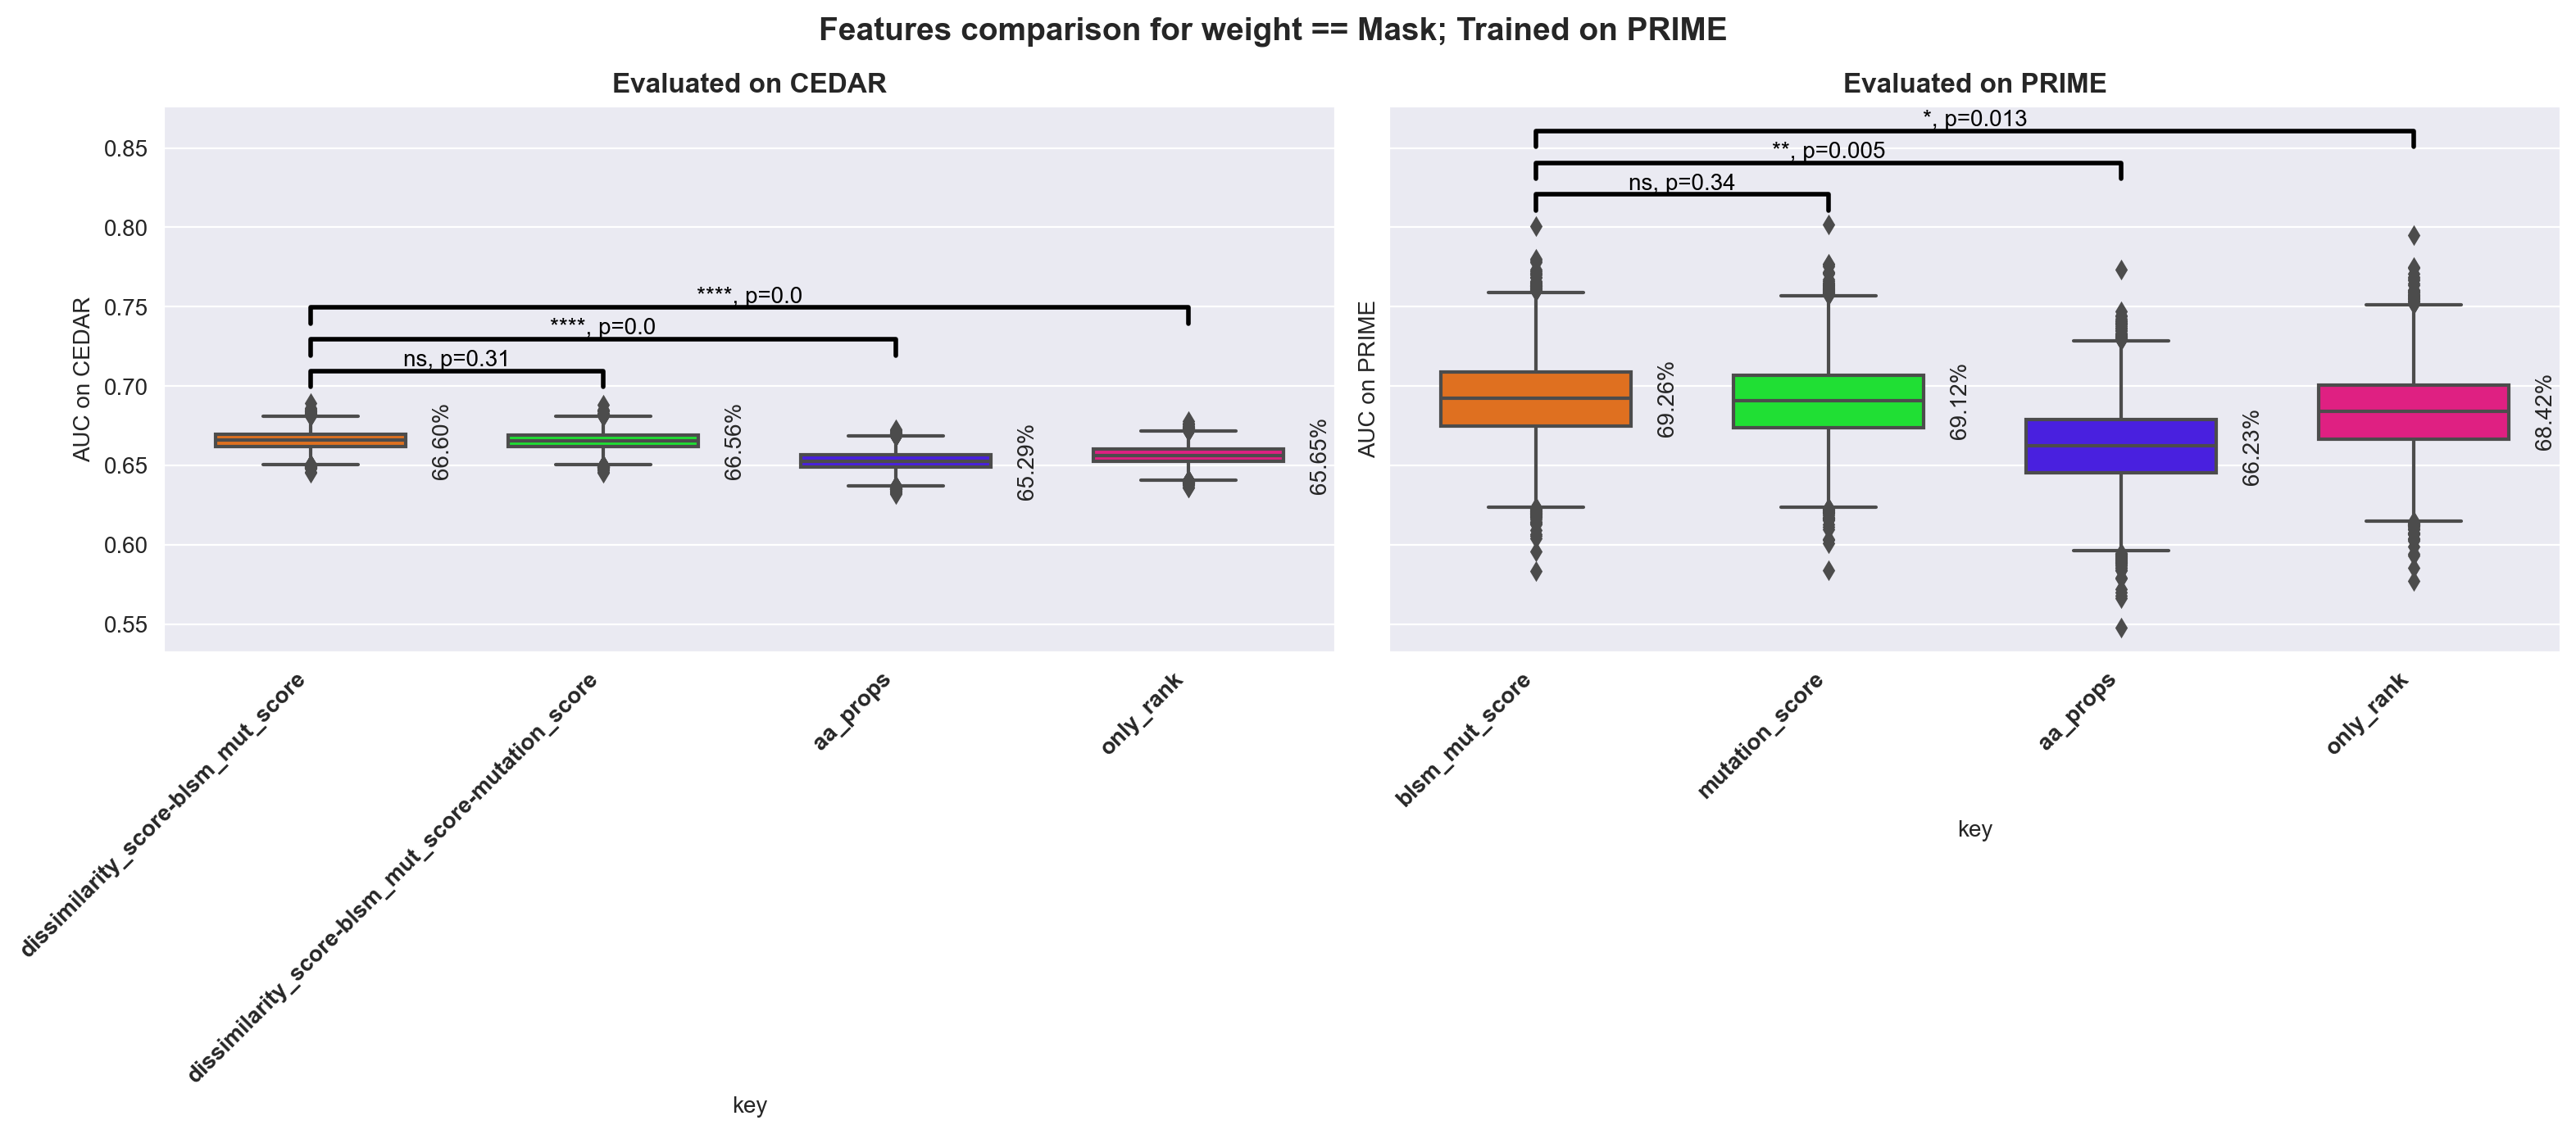 Features comparison for weight == Mask; Trained on PRIME
Evaluated on CEDAR
AUC on CEDAR
0.85
0.80
0.75
0.70
0.65
0.60
0.55
****, p=0.0
****, p=0.0
ns, p=0.31
66.60%
66.56%
65.29%
65.65%
dissimilarity_score-blsm_mut_score
dissimilarity_score-blsm_mut_score-mutation_score
aa_props
only_rank
key
Evaluated on PRIME
AUC on PRIME
*, p=0.013
**, p=0.005
ns, p=0.34
69.26%
69.12%
66.23%
68.42%
blsm_mut_score
mutation_score
aa_props
only_rank
key